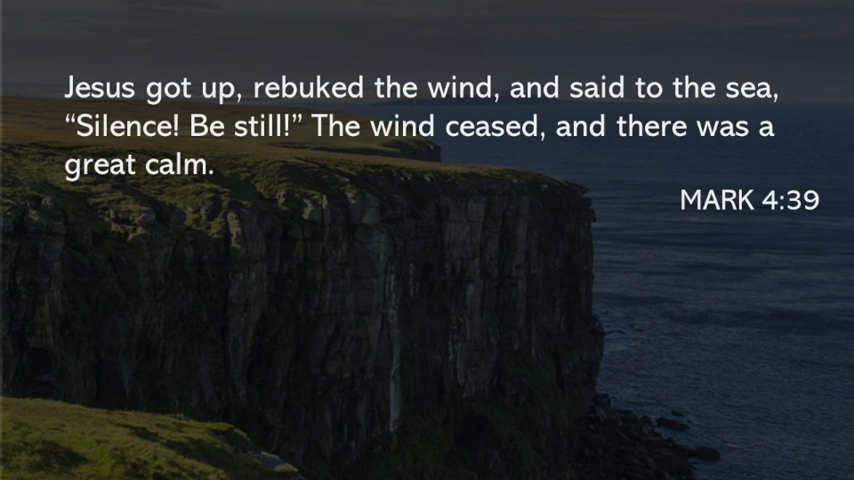 Jesus got up, rebuked the wind, and said to the sea,
“Silence! Be still!” The wind ceased, and there was a
great calm.
MARK 4:39